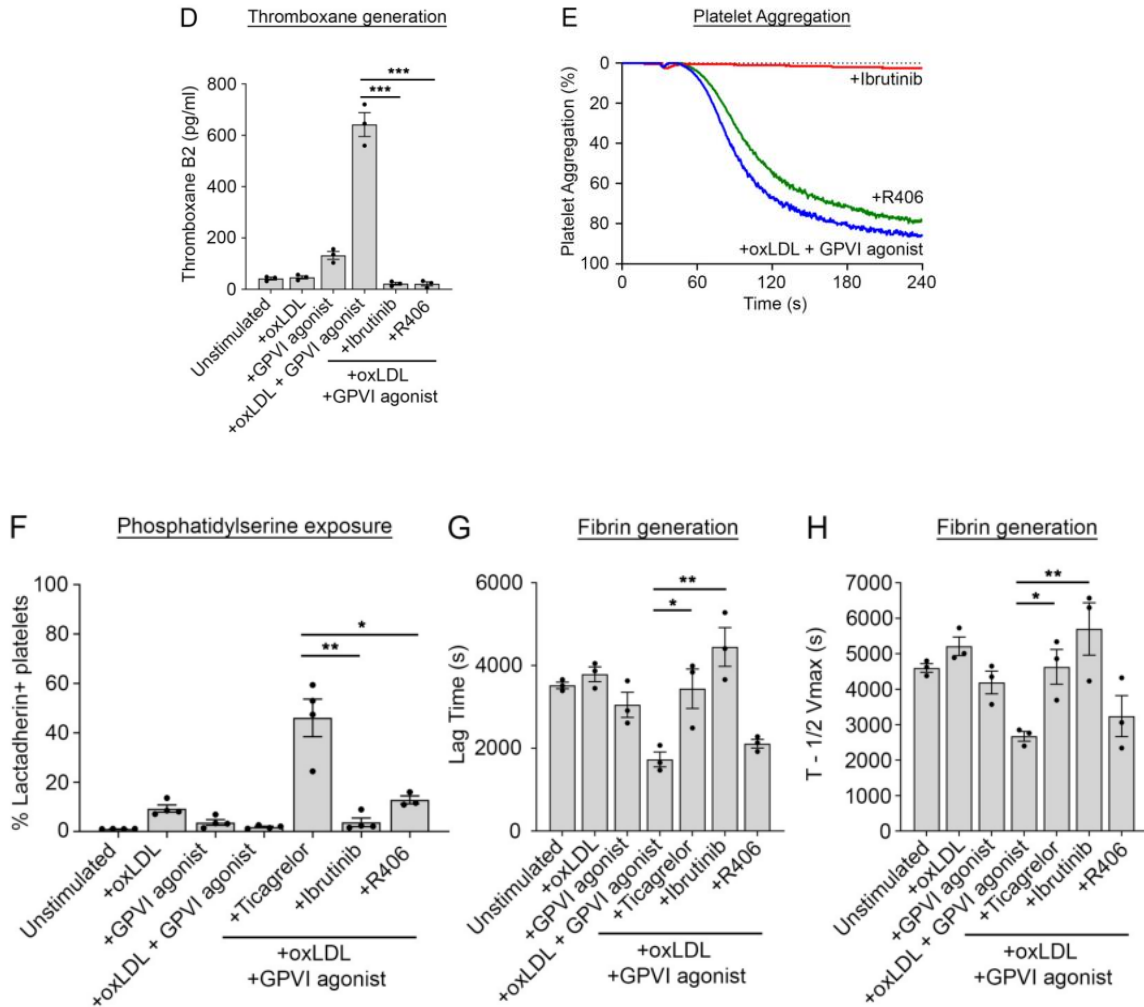 D
Thromboxane generation
Thromboxane B2 (pg/ml)
800
600
400
200
0
***
***
Unstimulated
+oxLDL
+GPVI agonist
+oxLDL + GPVI agonist
+Ibrutinib
+R406
+oxLDL
+GPVI agonist
E
Platelet Aggregation
Platelet Aggregation (%)
0
20
40
60
80
100
+Ibrutinib
+R406
+oxLDL + GPVI agonist
0 60 120 180 240
Time (s)
F
Phosphatidylserine exposure
% Lactadherin+ platelets
100
80
60
40
20
0
*
**
Unstimulated
+oxLDL
+GPVI agonist
+oxLDL + GPVI agonist
+Ticagrelor
+Ibrutinib
+R406
+oxLDL
+GPVI agonist
G
Fibrin generation
Lag Time (s)
6000
4000
2000
0
**
*
Unstimulated
+oxLDL
+GPVI agonist
+oxLDL + GPVI agonist
+Ticagrelor
+Ibrutinib
+R406
+oxLDL
+GPVI agonist
H
Fibrin generation
T - 1/2 Vmax (s)
7000
6000
5000
4000
3000
2000
1000
0
**
*
Unstimulated
+oxLDL
+GPVI agonist
+oxLDL + GPVI agonist
+Ticagrelor
+Ibrutinib
+R406
+oxLDL
+GPVI agonist